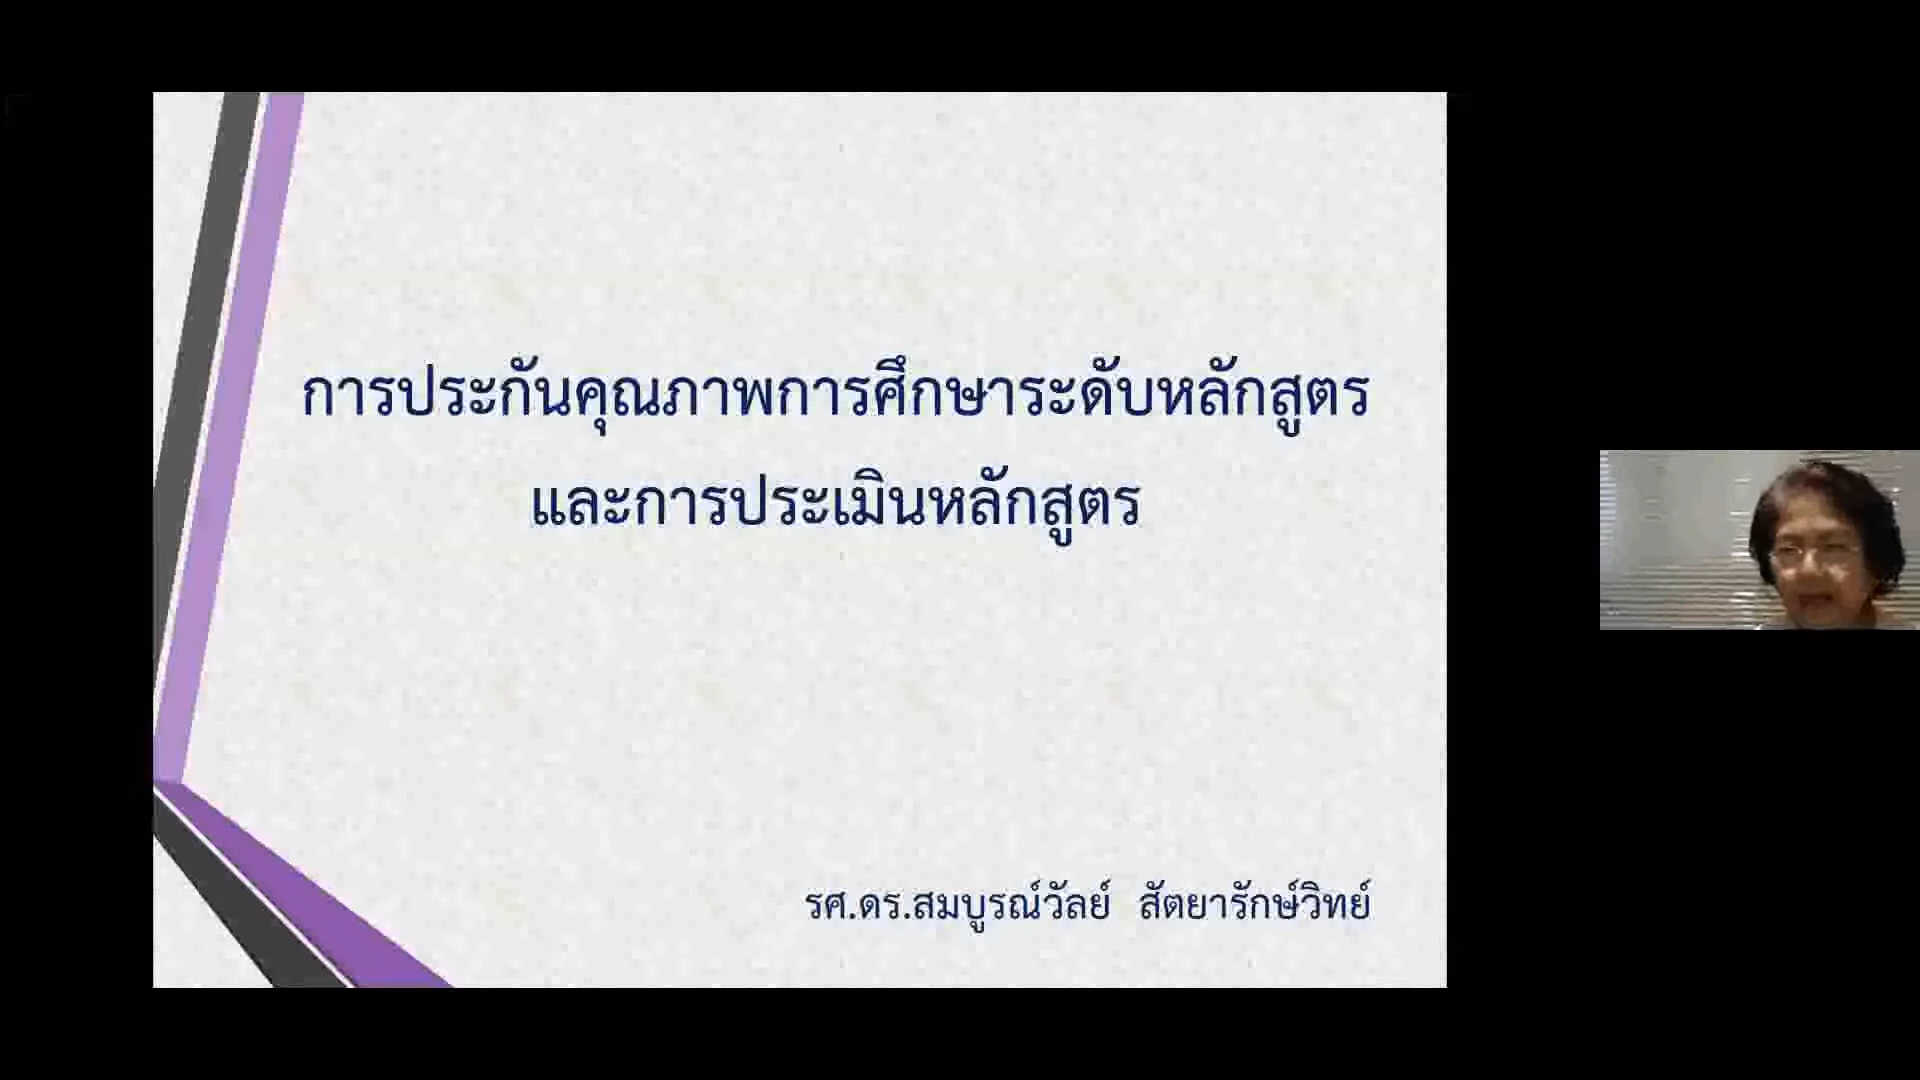 การประกันคุณภาพการศึกษาระดับหลักสูตร
และการประเมินหลักสูตร
รศ.ดร.สมบูรณ์วัลย์ สัตยารักษ์วิทย์